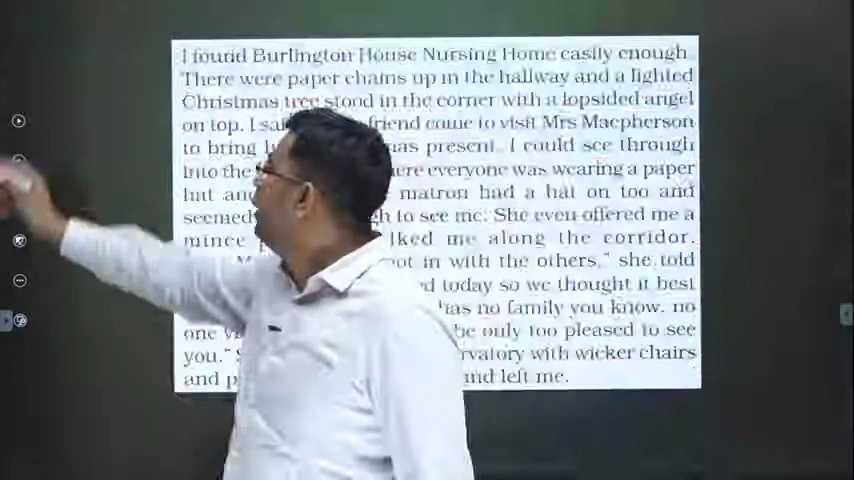 I found Burlington House Nursing Home easily enough.
There were paper chains up in the hallway and a lighted
Christmas tree stood in the corner with a lopsided angel
on top. I friend come to visit Mrs Macpherson
to bring present. I could see through
into the everyone was wearing a paper
hat matron had a hat on too and
seemed to see me. She even offered me a
mince me along the corridor.
in with the others,” she told
today so we thought it best
has no family you know, no
one be only too pleased to see
you.” with wicker chairs
and left me.